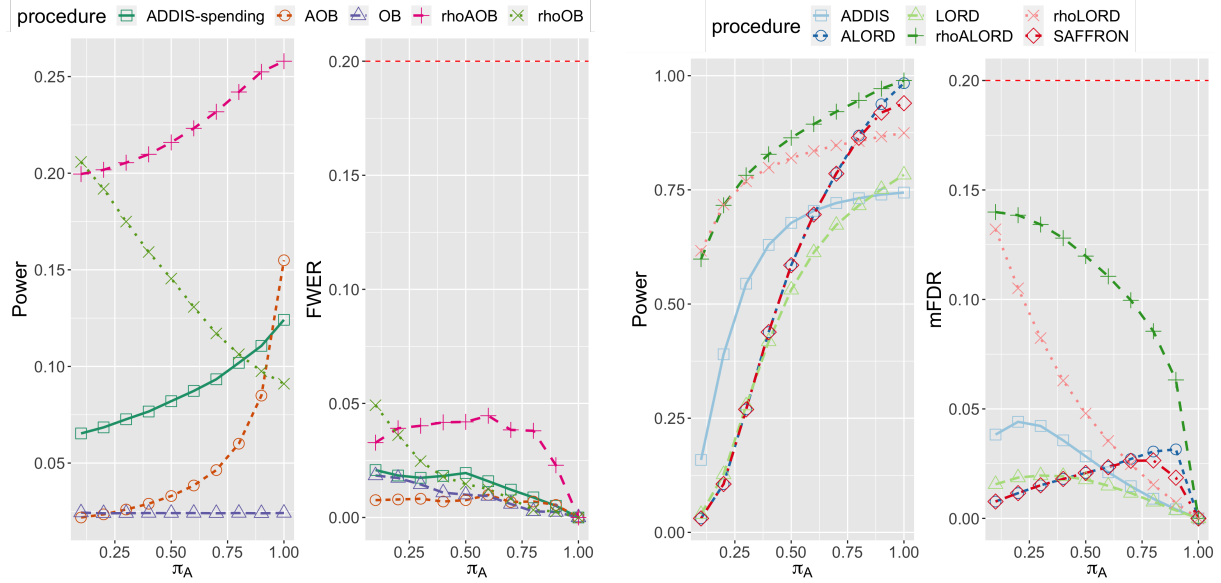 procedure ADDIS-spending AOB OB rhoAOB rhoOB
0.25
0.20
0.15
0.10
0.05
Power
0.25 0.50 0.75 1.00
πA
0.20
0.15
0.10
0.05
0.00
FWER
0.25 0.50 0.75 1.00
πA
procedure ADDIS LORD rhoLORD
ALORD rhoALORD SAFFRON
1.00
0.75
0.50
0.25
0.00
Power
0.25 0.50 0.75 1.00
πA
0.20
0.15
0.10
0.05
0.00
mFDR
0.25 0.50 0.75 1.00
πA